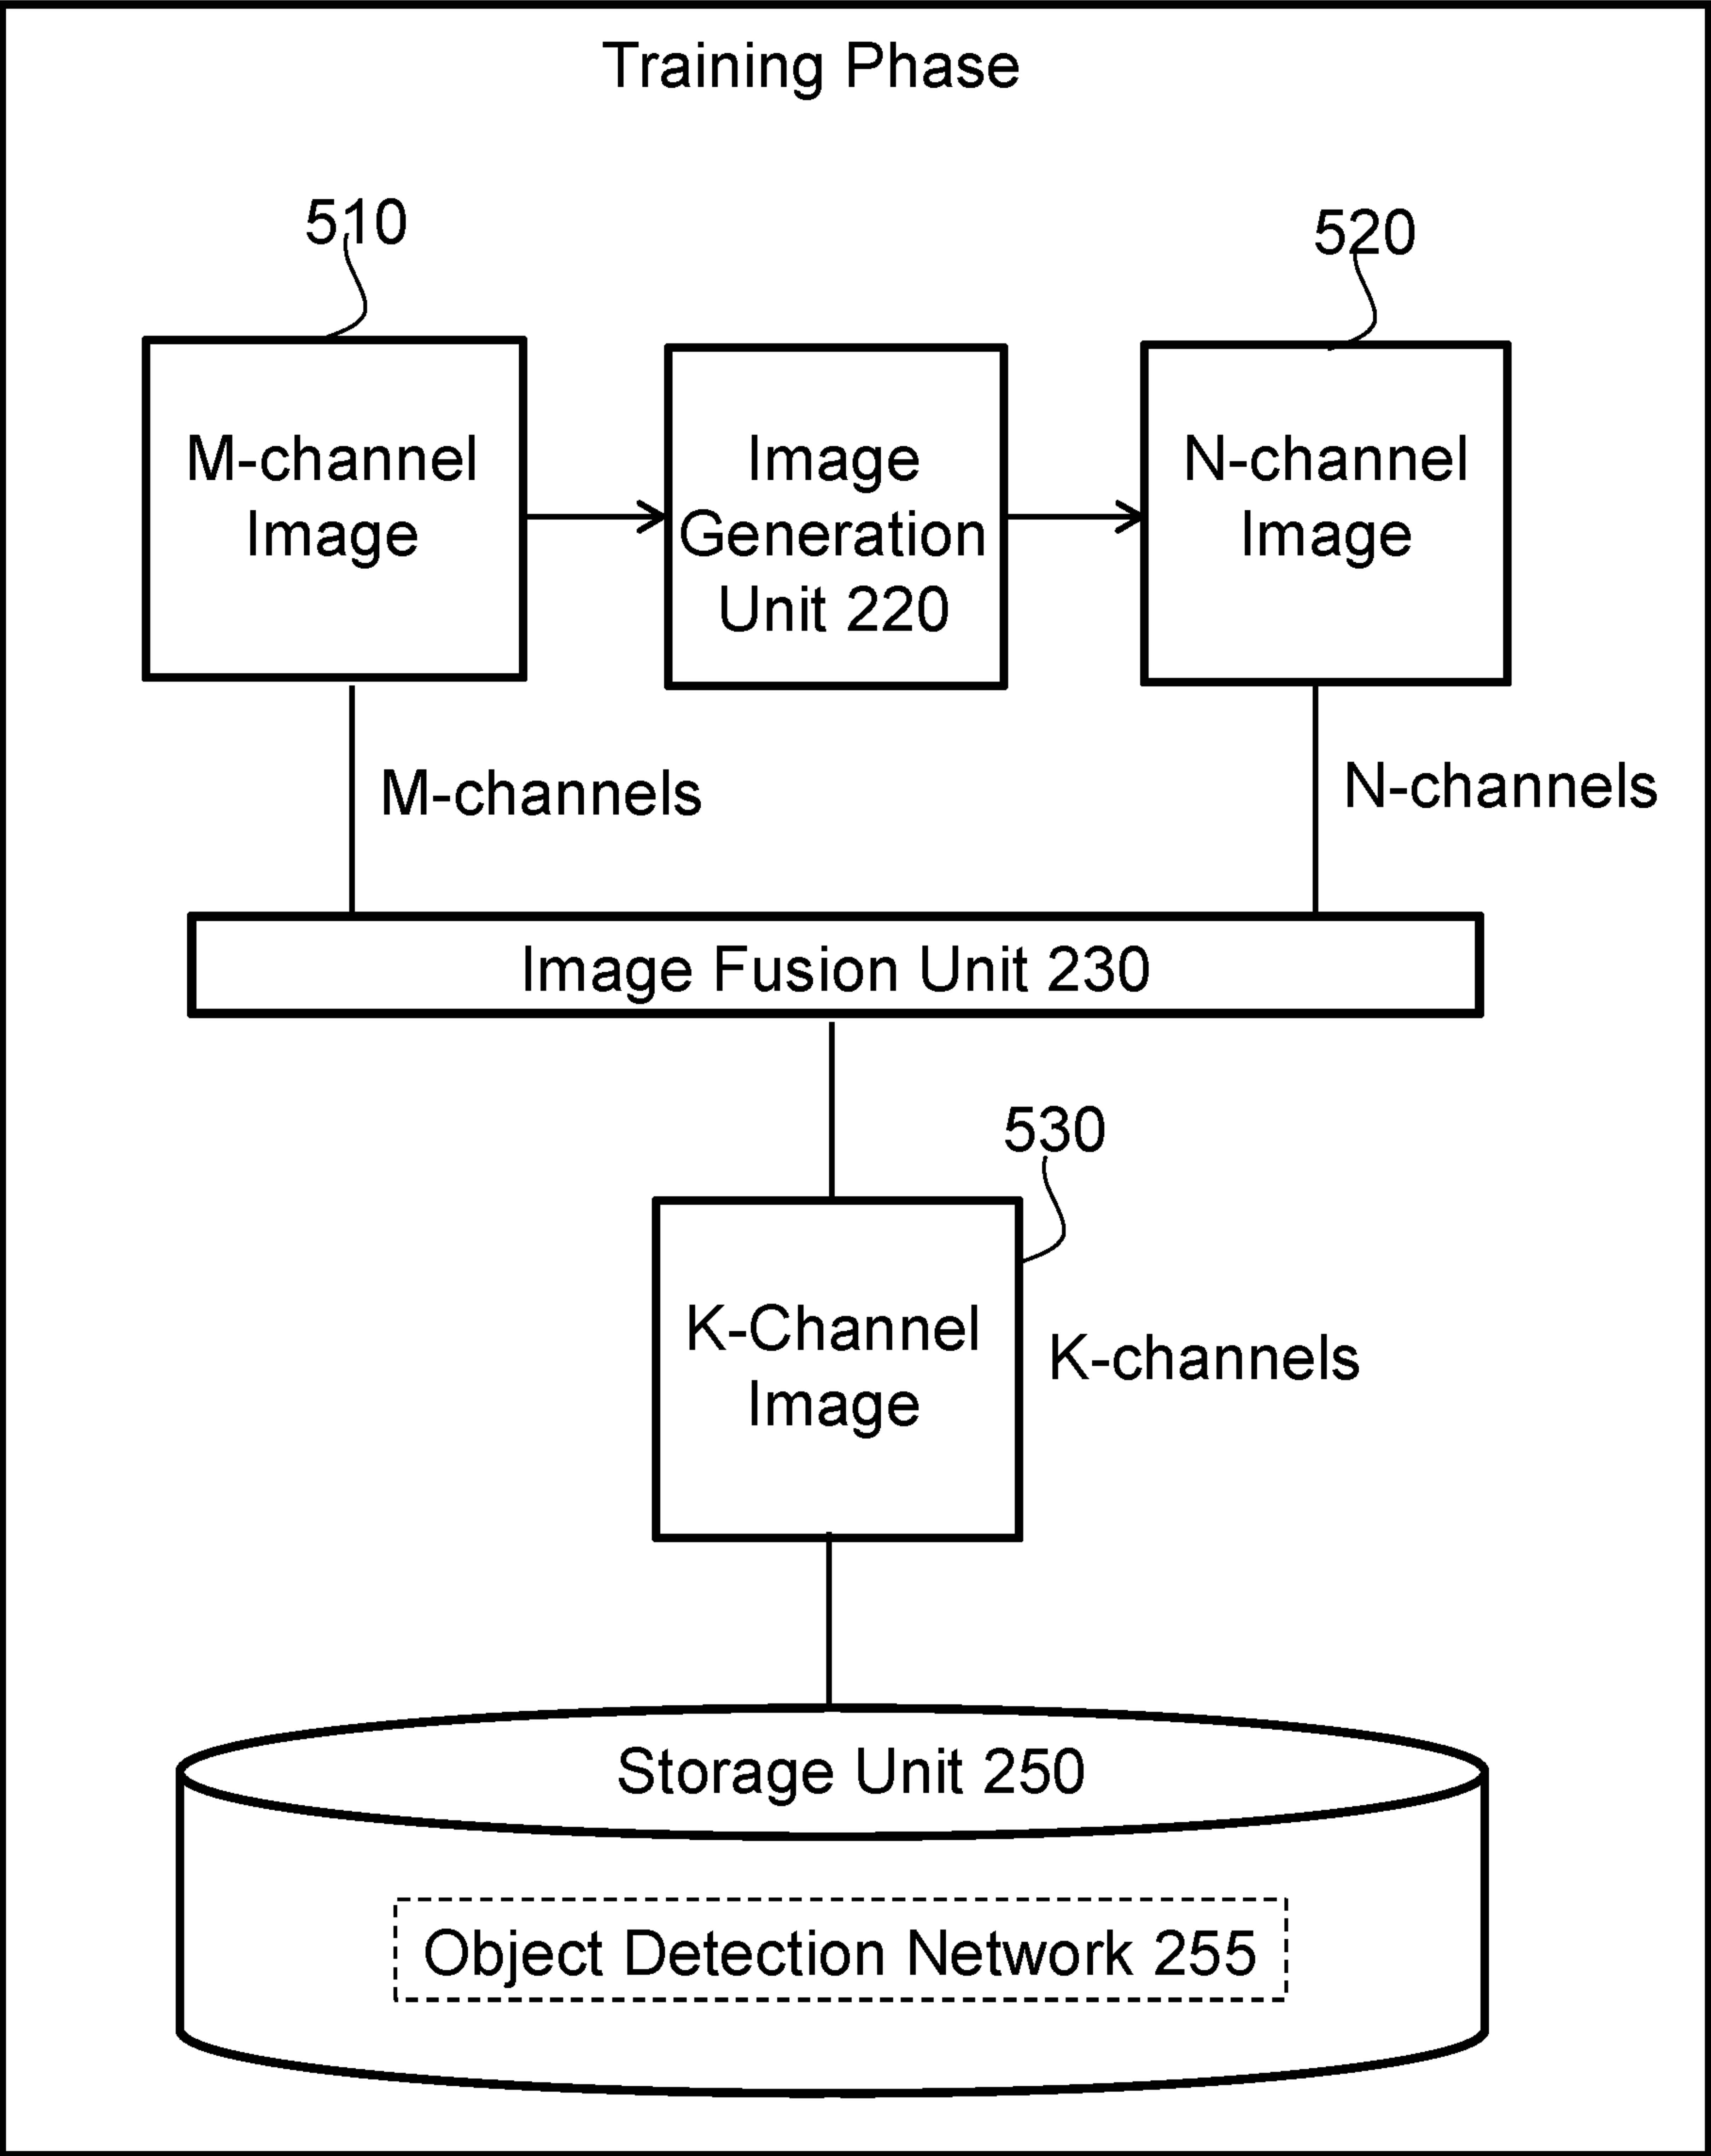 Training Phase
510
520
M-channel
Image
Image
Generation
Unit 220
N-channel
Image
M-channels
N-channels
Image Fusion Unit 230
530
K-Channel
Image
K-channels
Storage Unit 250
Object Detection Network 255